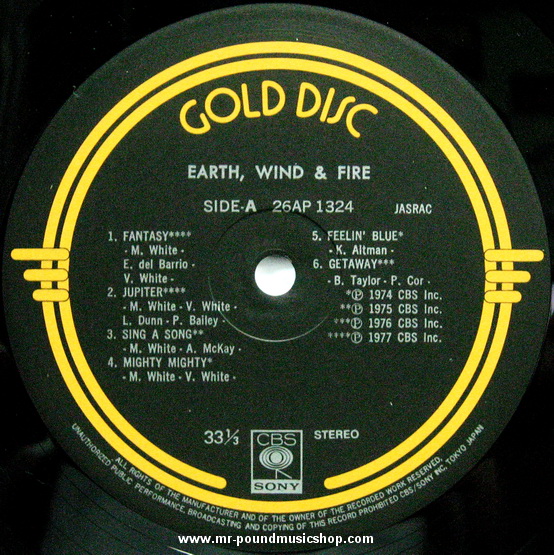 GOLD DISC
EARTH, WIND & FIRE
SIDE-A 26AP 1324 JASRAC
1. FANTASY****
- M. White -
E. del Barrio -
V. White -
2. JUPITER****
- M. White - V. White -
L. Dunn - P. Bailey -
3. SING A SONG**
- M. White - A. McKay -
4. MIGHTY MIGHTY*
- M. White - V. White -
5. FEELIN' BLUE*
- K. Altman -
6. GETAWAY***
- B. Taylor - P. Cor -
*Ⓟ 1974 CBS Inc.
**Ⓟ 1975 CBS Inc.
***Ⓟ 1976 CBS Inc.
****Ⓟ 1977 CBS Inc.
33⅓ CBS STEREO
SONY
ALL RIGHTS OF THE MANUFACTURER AND OF THE OWNER OF THE RECORDED WORK RESERVED.
UNAUTHORIZED PUBLIC PERFORMANCE, BROADCASTING AND COPYING OF THIS RECORD PROHIBITED CBS/SONY INC. TOKYO JAPAN
www.mr-poundmusicshop.com